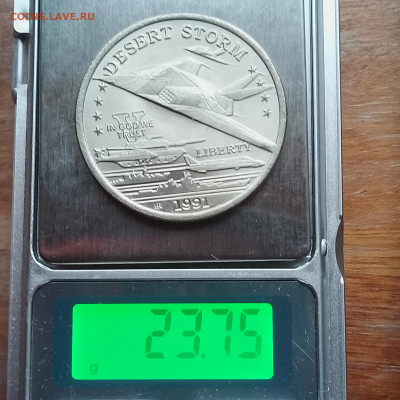 COINS.LAVE.RU
DESERT STORM
V
IN GOD WE
TRUST
LIBERTY
1991
23.75
g